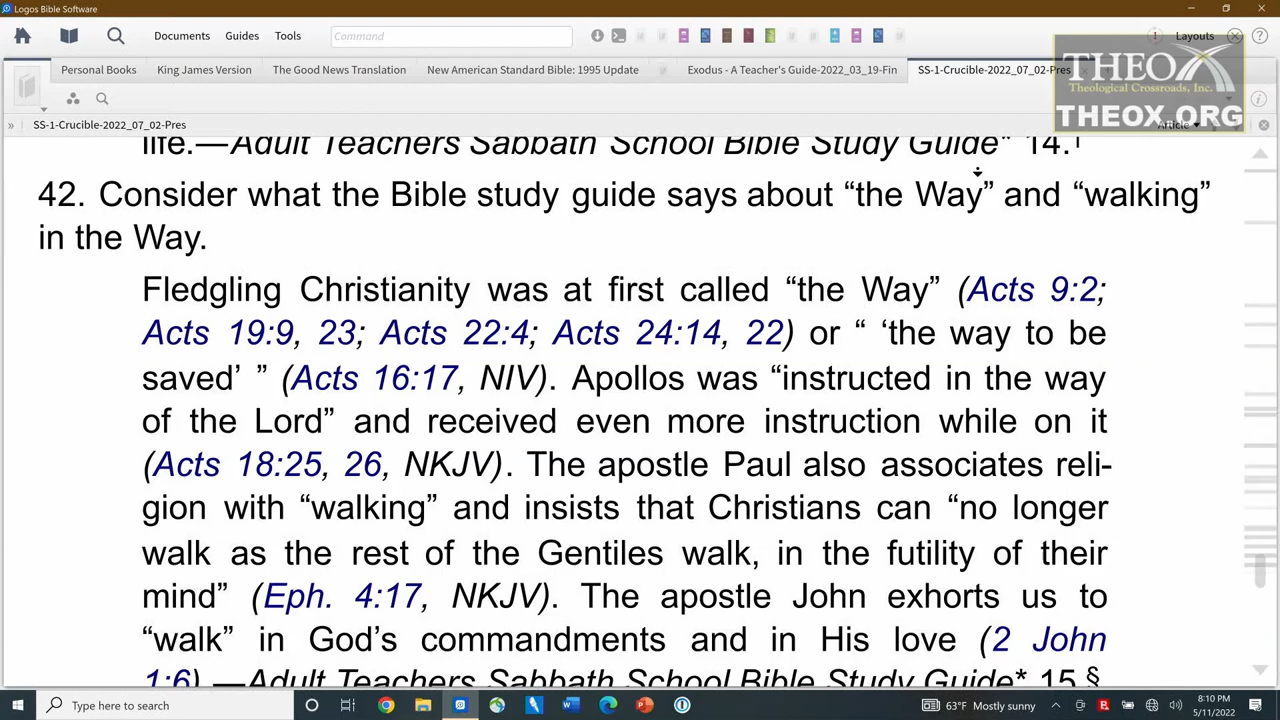 Logos Bible Software
Documents Guides Tools Command Layouts
Personal Books King James Version The Good News New American Standard Bible: 1995 Update Exodus - A Teacher's Guide-2022_03_19-Fin SS-1-Crucible-2022_07_02-Pres
THEOX
Theological Crossroads, Inc.
THEOX.ORG
SS-1-Crucible-2022_07_02-Pres Article
life.—Adult Teachers Sabbath School Bible Study Guide* 14.
42. Consider what the Bible study guide says about “the Way” and “walking”
in the Way.
Fledgling Christianity was at first called “the Way” (Acts 9:2;
Acts 19:9, 23; Acts 22:4; Acts 24:14, 22) or “ ‘the way to be
saved’ ” (Acts 16:17, NIV). Apollos was “instructed in the way
of the Lord” and received even more instruction while on it
(Acts 18:25, 26, NKJV). The apostle Paul also associates reli-
gion with “walking” and insists that Christians can “no longer
walk as the rest of the Gentiles walk, in the futility of their
mind” (Eph. 4:17, NKJV). The apostle John exhorts us to
“walk” in God’s commandments and in His love (2 John
1:6).—Adult Teachers Sabbath School Bible Study Guide* 15.§
Type here to search 63°F Mostly sunny 8:10 PM
5/11/2022